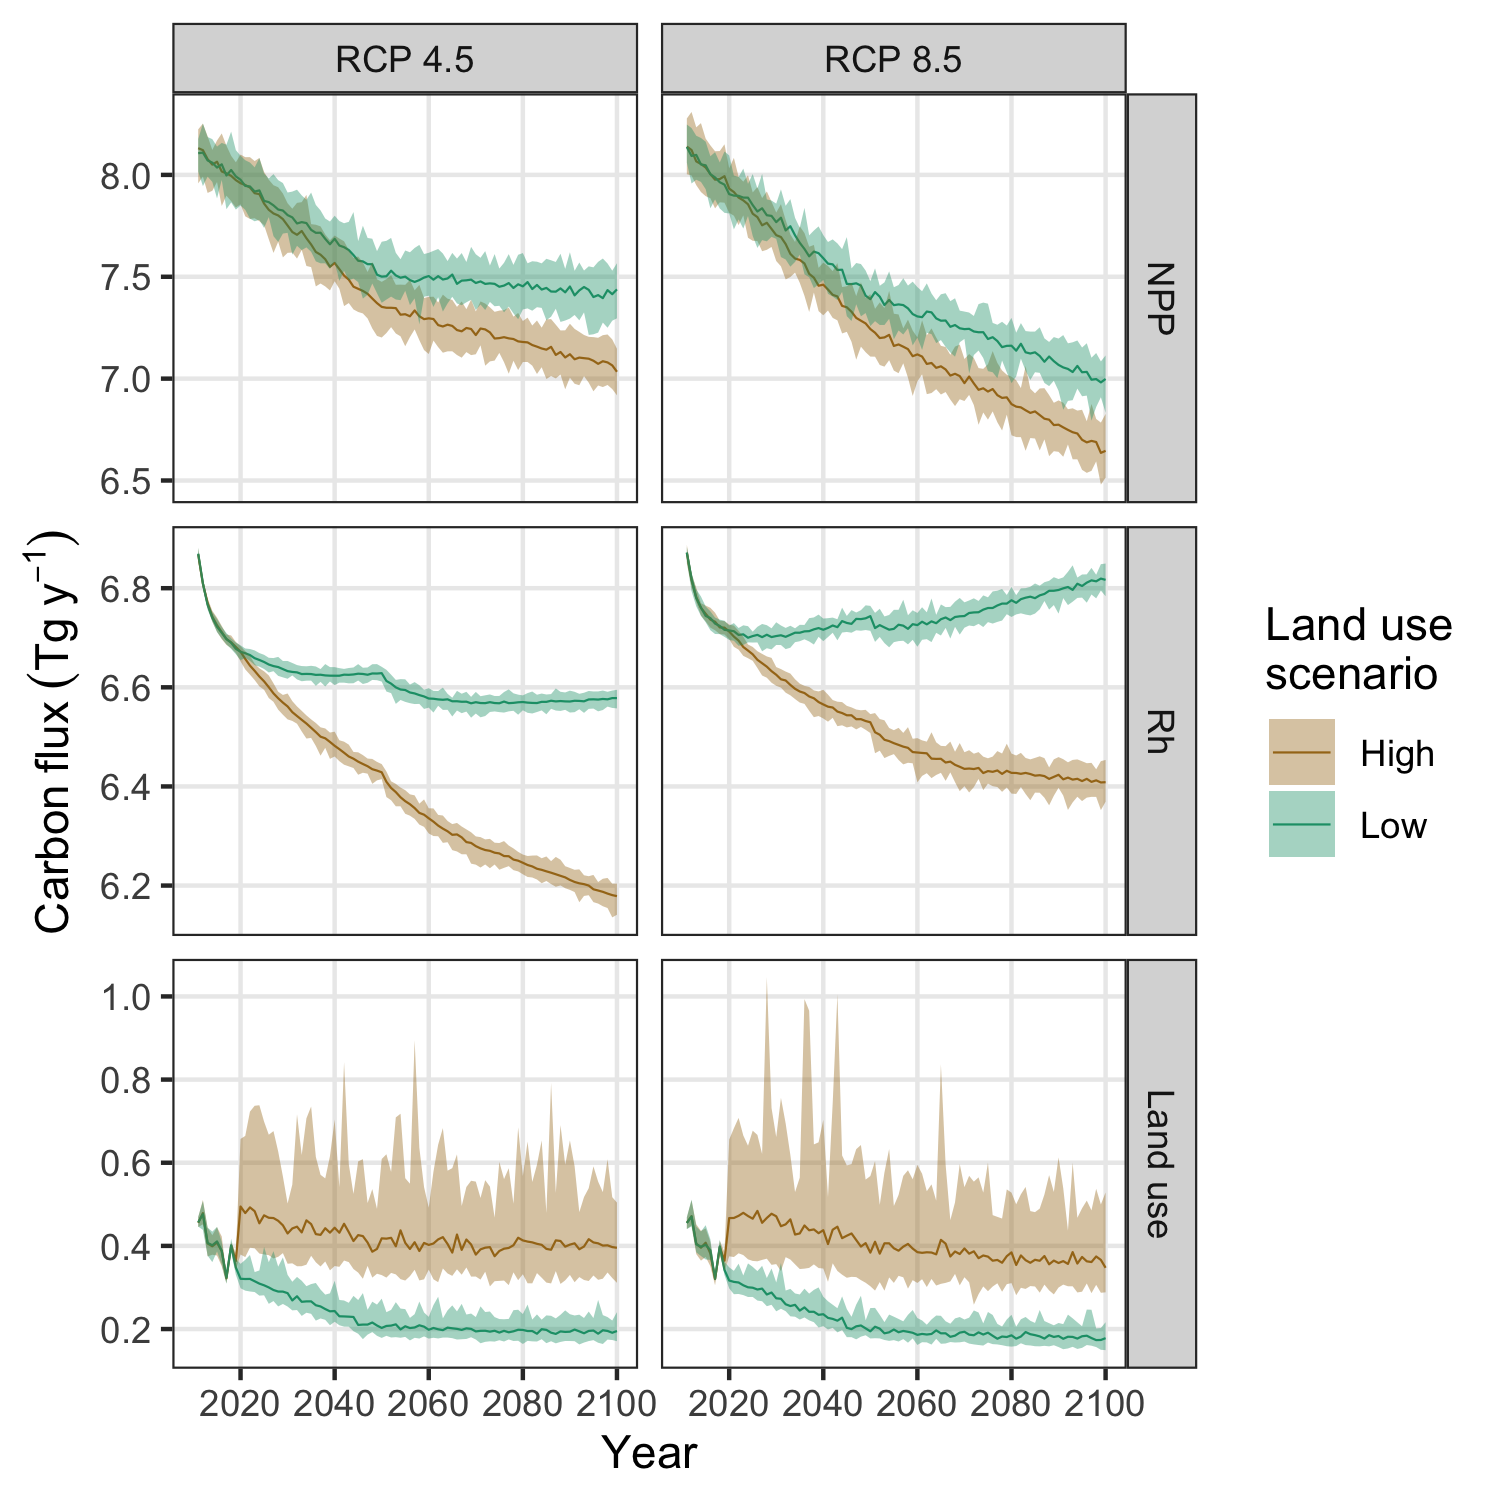 RCP 4.5
RCP 8.5
8.0
7.5
7.0
6.5
NPP
6.8
6.6
6.4
6.2
Rh
1.0
0.8
0.6
0.4
0.2
Land use
2020 2040 2060 2080 2100
2020 2040 2060 2080 2100
Year
Carbon flux (Tg y⁻¹)
Land use
scenario
High
Low